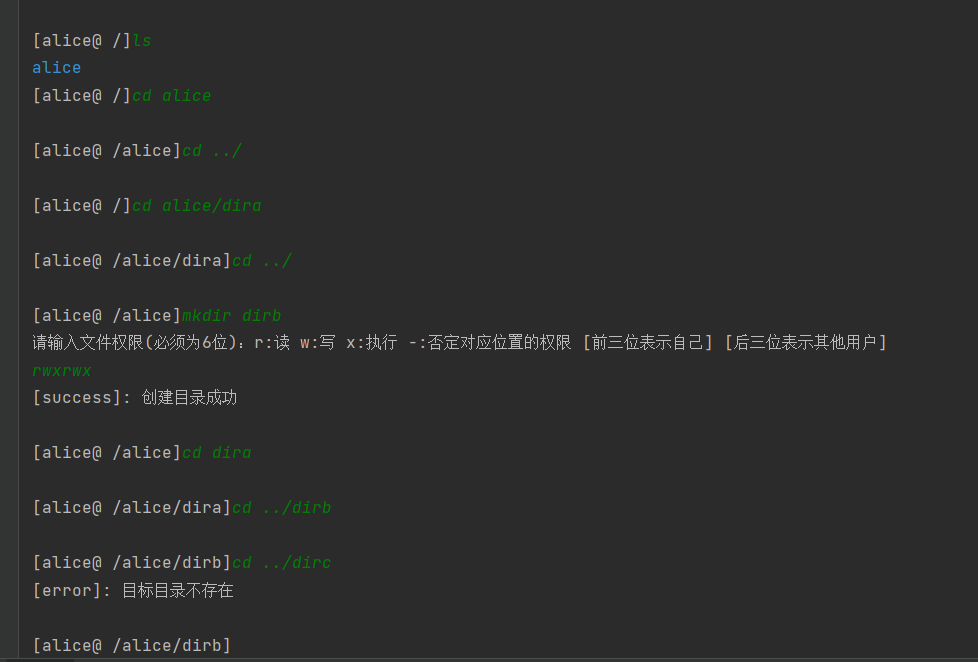 [alice@ /]ls
alice
[alice@ /]cd alice
[alice@ /alice]cd ../
[alice@ /]cd alice/dira
[alice@ /alice/dira]cd ../
[alice@ /alice]mkdir dirb
请输入文件权限(必须为6位)：r:读 w:写 x:执行 -:否定对应位置的权限 [前三位表示自己] [后三位表示其他用户]
rwxrwx
[success]: 创建目录成功
[alice@ /alice]cd dira
[alice@ /alice/dira]cd ../dirb
[alice@ /alice/dirb]cd ../dirc
[error]: 目标目录不存在
[alice@ /alice/dirb]